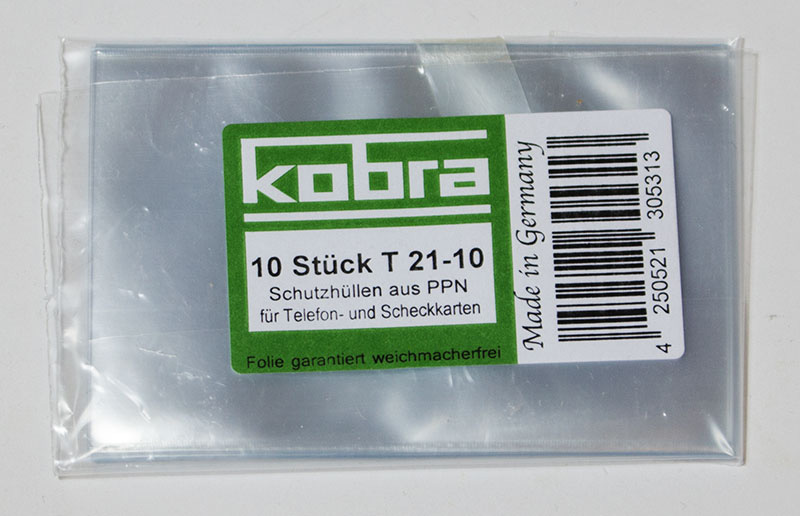 kobra
10 Stück T 21-10
Schutzhüllen aus PPN
für Telefon- und Scheckkarten
Folie garantiert weichmacherfrei
Made in Germany
4 250521 305313